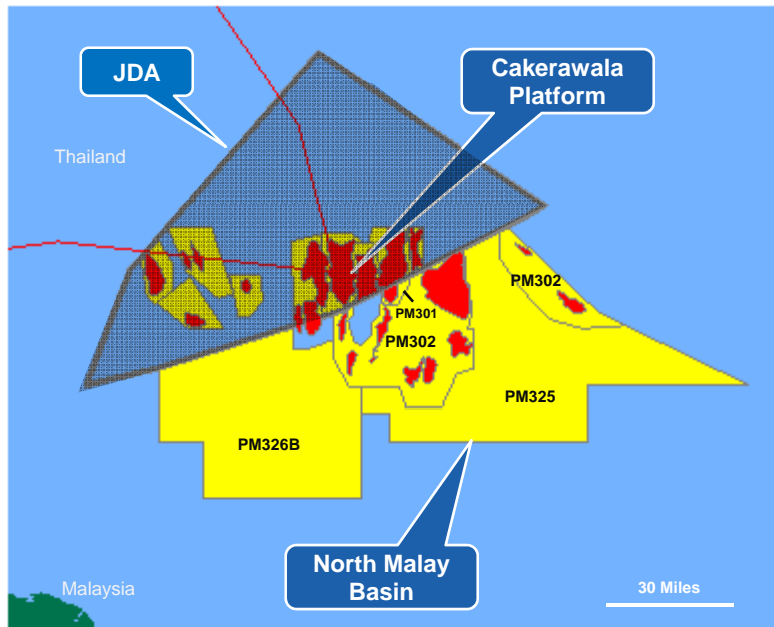 JDA
Cakerawala
Platform
Thailand
PM302
PM301
PM302
PM325
PM326B
North Malay
Basin
Malaysia
30 Miles